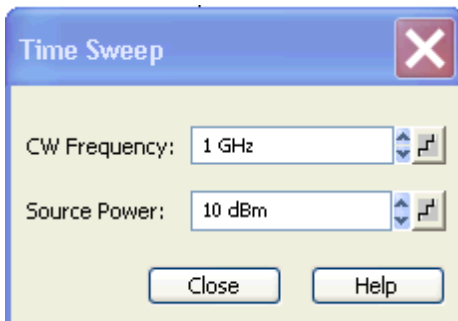 Time Sweep
CW Frequency: 1 GHz
Source Power: 10 dBm
Close Help